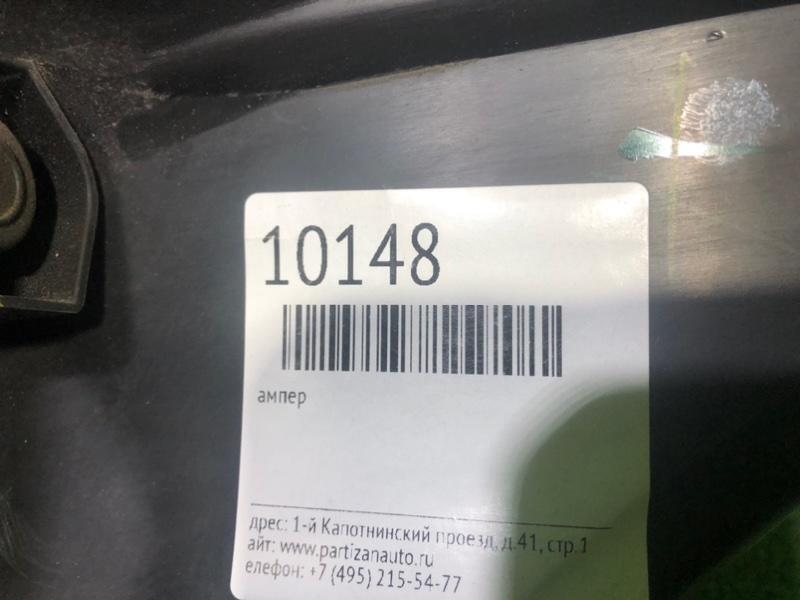 10148
ампер
дрес: 1-й Капотнинский проезд, д.41, стр.1
айт: www.partizanauto.ru
елефон: +7 (495) 215-54-77